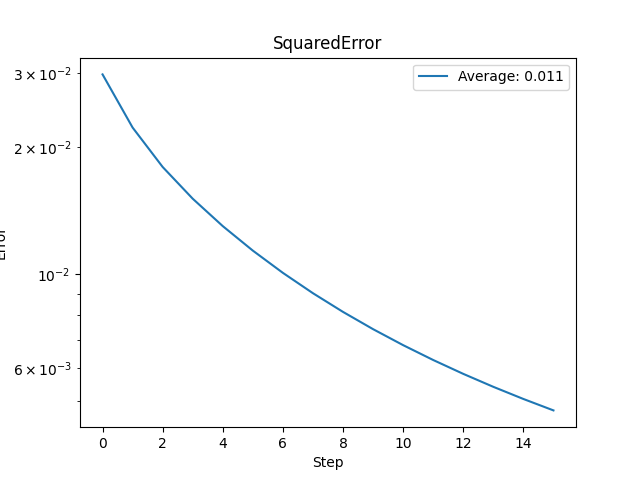 SquaredError
Average: 0.011
3 × 10⁻²
2 × 10⁻²
10⁻²
6 × 10⁻³
Error
0 2 4 6 8 10 12 14
Step